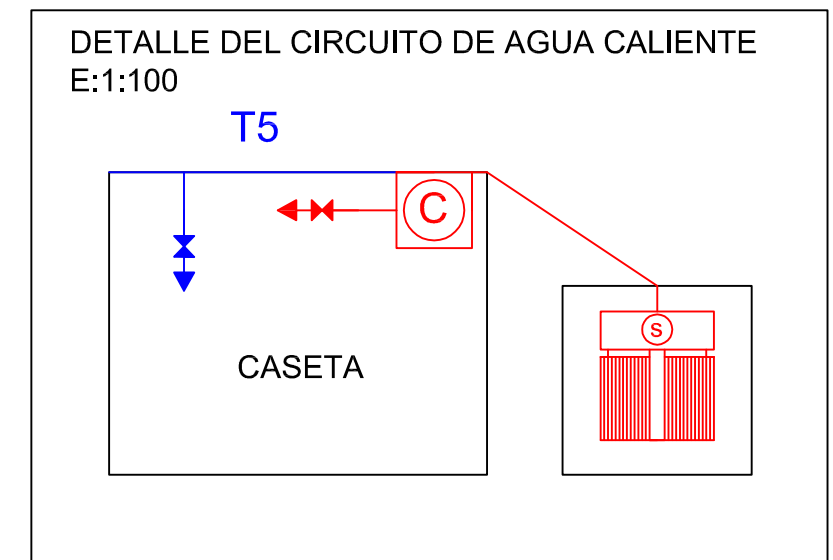 DETALLE DEL CIRCUITO DE AGUA CALIENTE
E:1:100
T5
C
S
CASETA